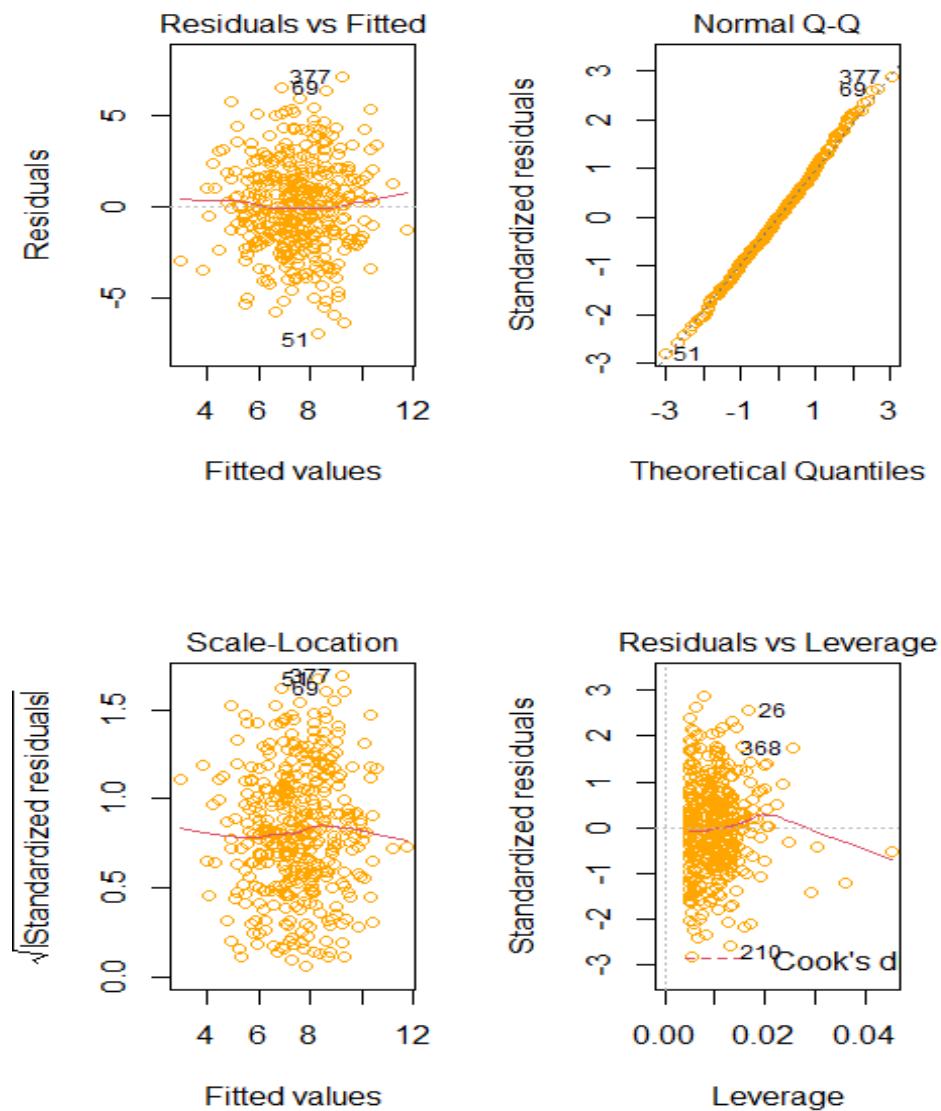 Residuals vs Fitted
Residuals
5
0
-5
377
69
51
4 6 8 12
Fitted values
Normal Q-Q
Standardized residuals
3
2
1
0
-1
-2
-3
377
69
51
-3 -1 1 3
Theoretical Quantiles
Scale-Location
√|Standardized residuals|
1.5
1.0
0.5
0.0
377
51
69
4 6 8 12
Fitted values
Residuals vs Leverage
Standardized residuals
3
2
1
0
-1
-2
-3
26
368
210
Cook's d
0.00 0.02 0.04
Leverage